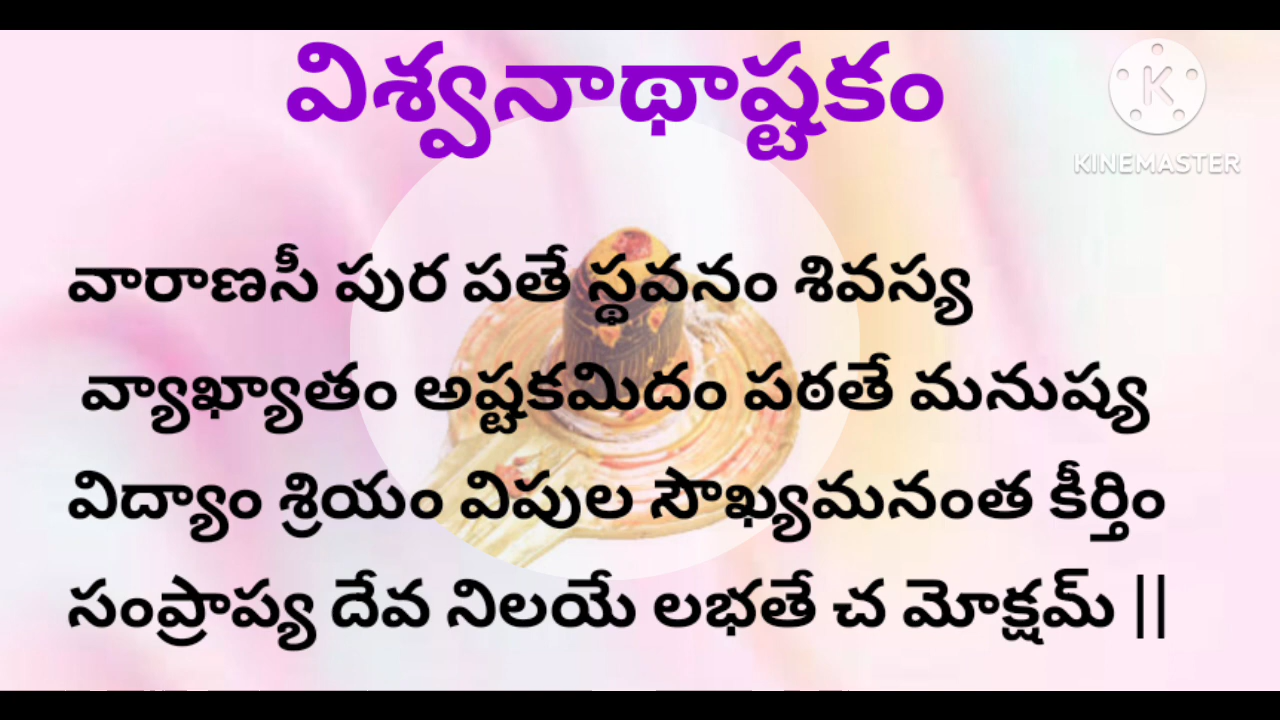 విశ్వనాథాష్టకం
KINEMASTER
వారాణసీ పుర పతే స్థవనం శివస్య
వ్యాఖ్యాతం అష్టకమిదం పఠతే మనుష్య
విద్యాం శ్రియం విపుల సౌఖ్యమనంత కీర్తిం
సంప్రాప్య దేవ నిలయే లభతే చ మోక్షమ్ ||